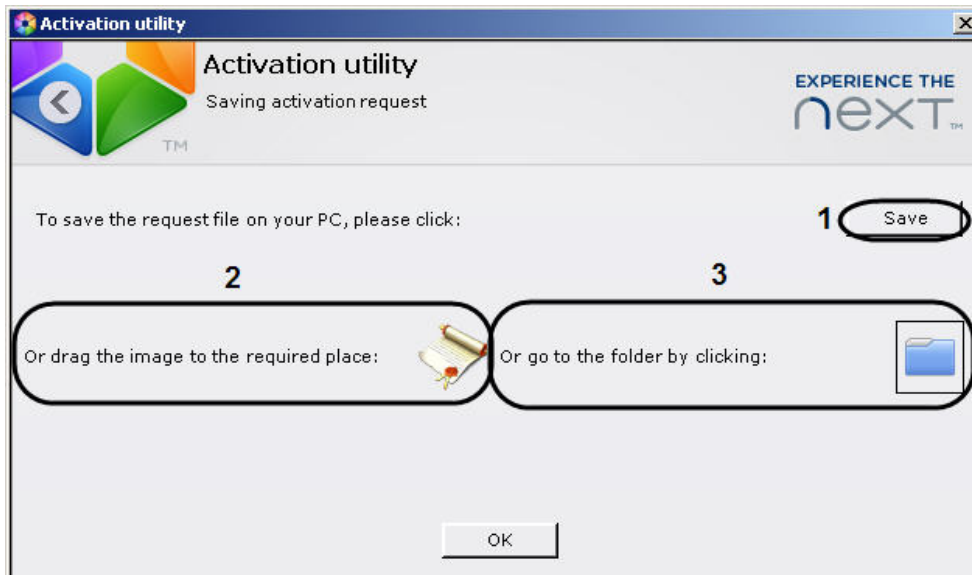 Activation utility
Activation utility
Saving activation request
EXPERIENCE THE
next™
TM
To save the request file on your PC, please click:
1
Save
2
3
Or drag the image to the required place:
Or go to the folder by clicking:
OK